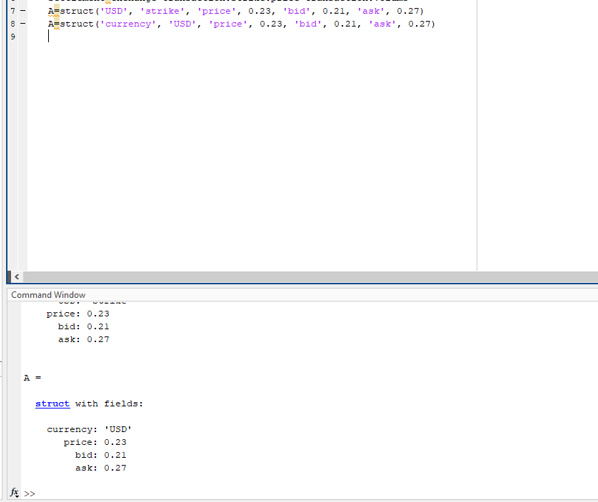 7 – A=struct('USD', 'strike', 'price', 0.23, 'bid', 0.21, 'ask', 0.27)
8 – A=struct('currency', 'USD', 'price', 0.23, 'bid', 0.21, 'ask', 0.27)
9
Command Window
price: 0.23
bid: 0.21
ask: 0.27
A =
struct with fields:
currency: 'USD'
price: 0.23
bid: 0.21
ask: 0.27
fx >>